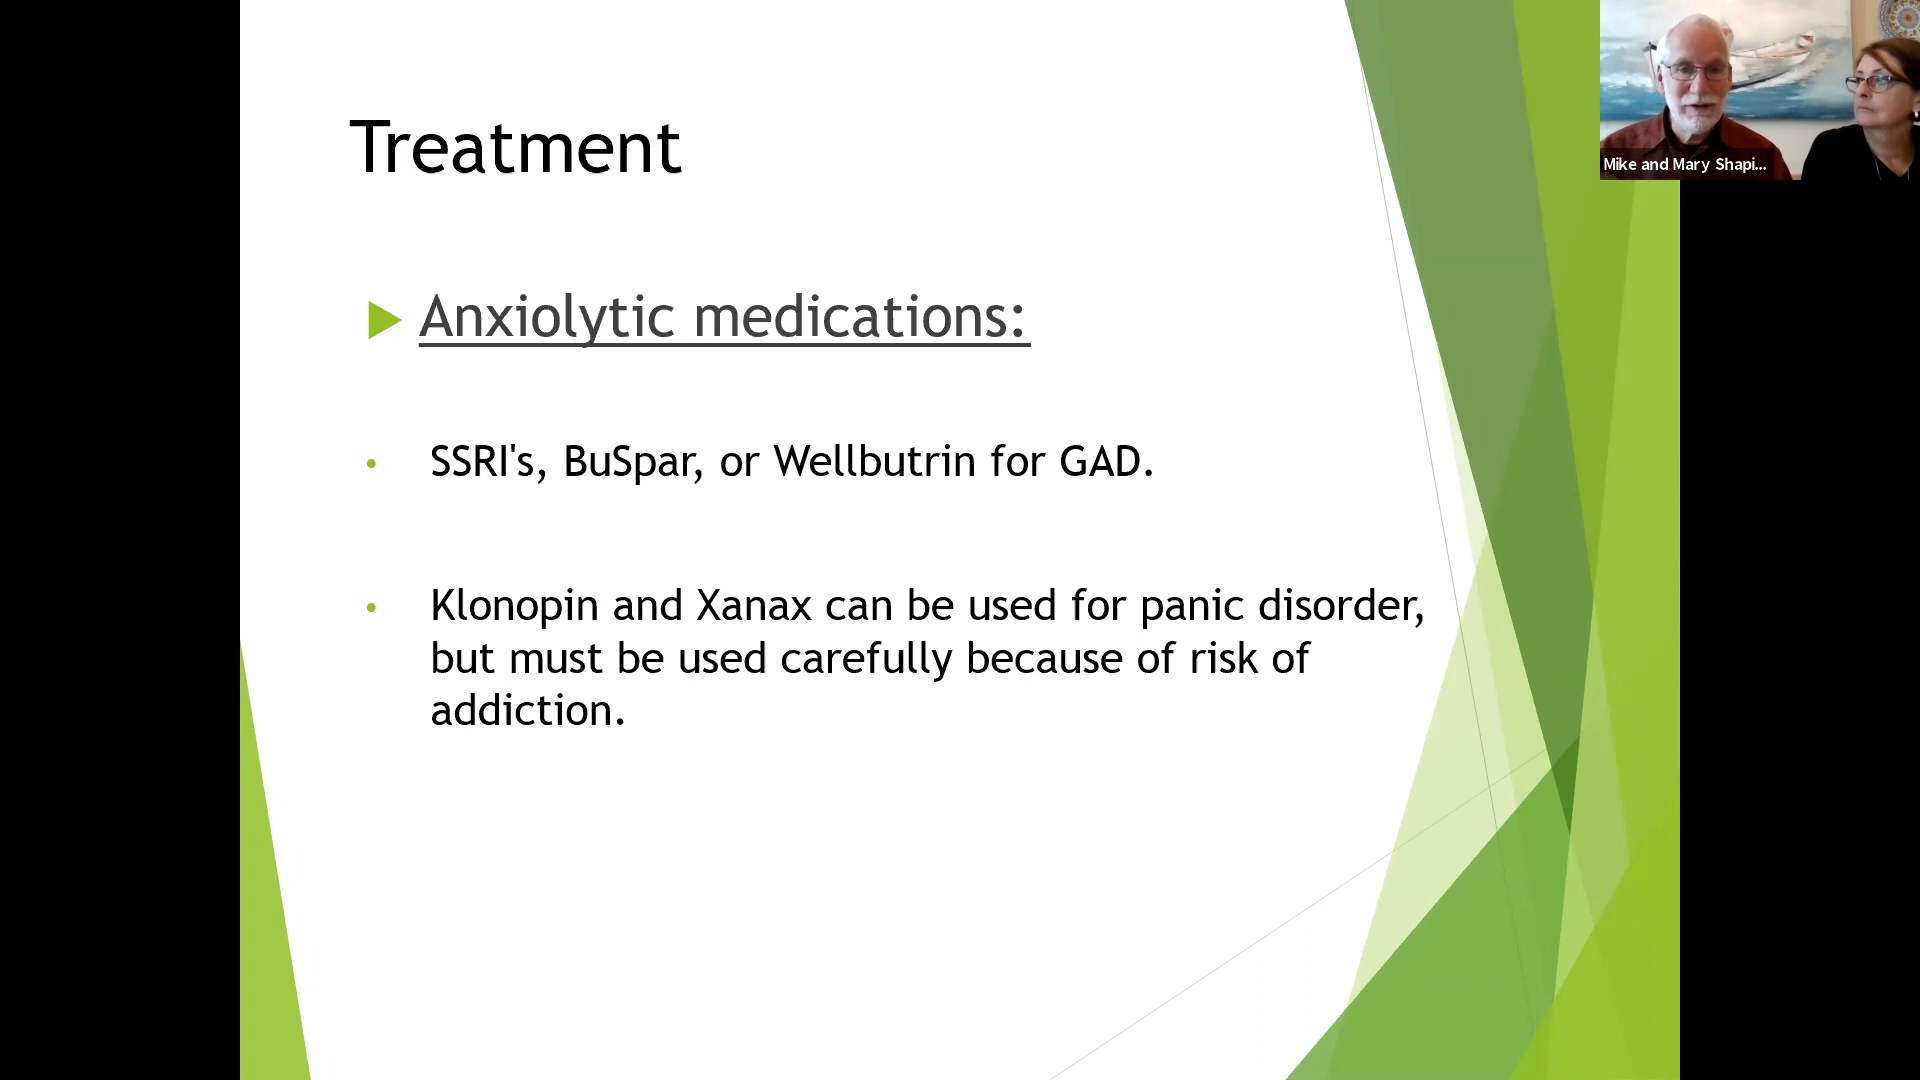 Treatment
Anxiolytic medications:
SSRI's, BuSpar, or Wellbutrin for GAD.
Klonopin and Xanax can be used for panic disorder,
but must be used carefully because of risk of
addiction.
Mike and Mary Shapi...